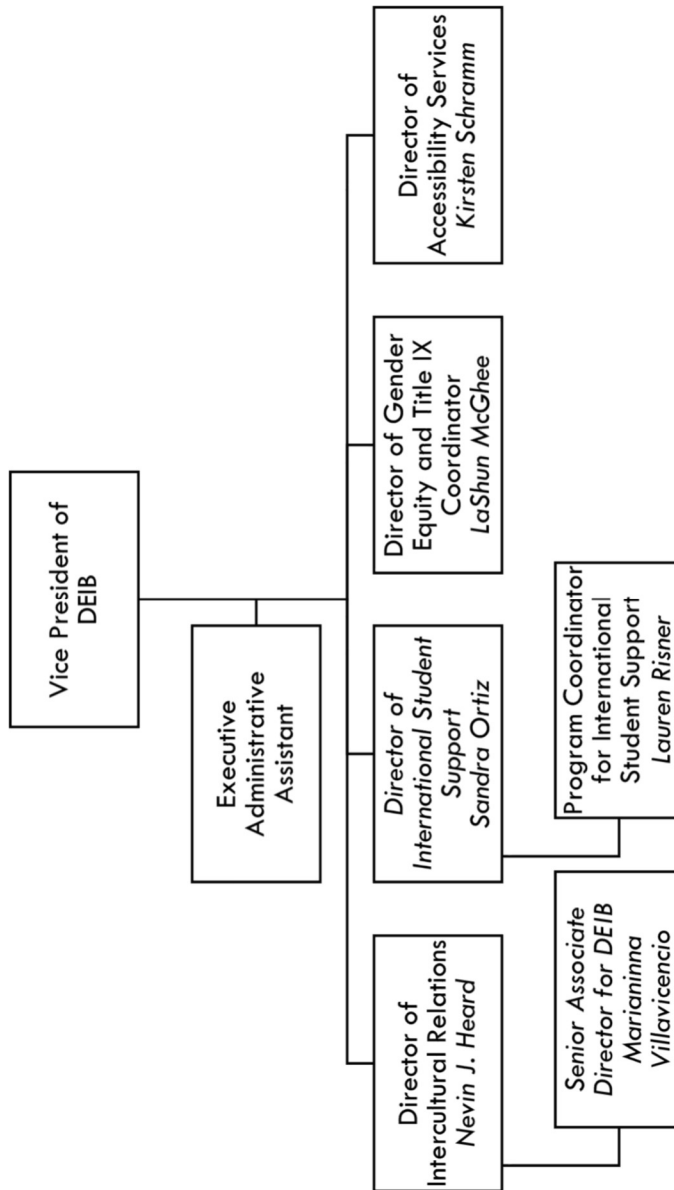 Vice President of
DEIB
Executive
Administrative
Assistant
Director of
Intercultural Relations
Nevin J. Heard
Director of
International Student
Support
Sandra Ortiz
Director of Gender
Equity and Title IX
Coordinator
LaShun McGhee
Director of
Accessibility Services
Kirsten Schramm
Senior Associate
Director for DEIB
Marianinna
Villavicencio
Program Coordinator
for International
Student Support
Lauren Risner